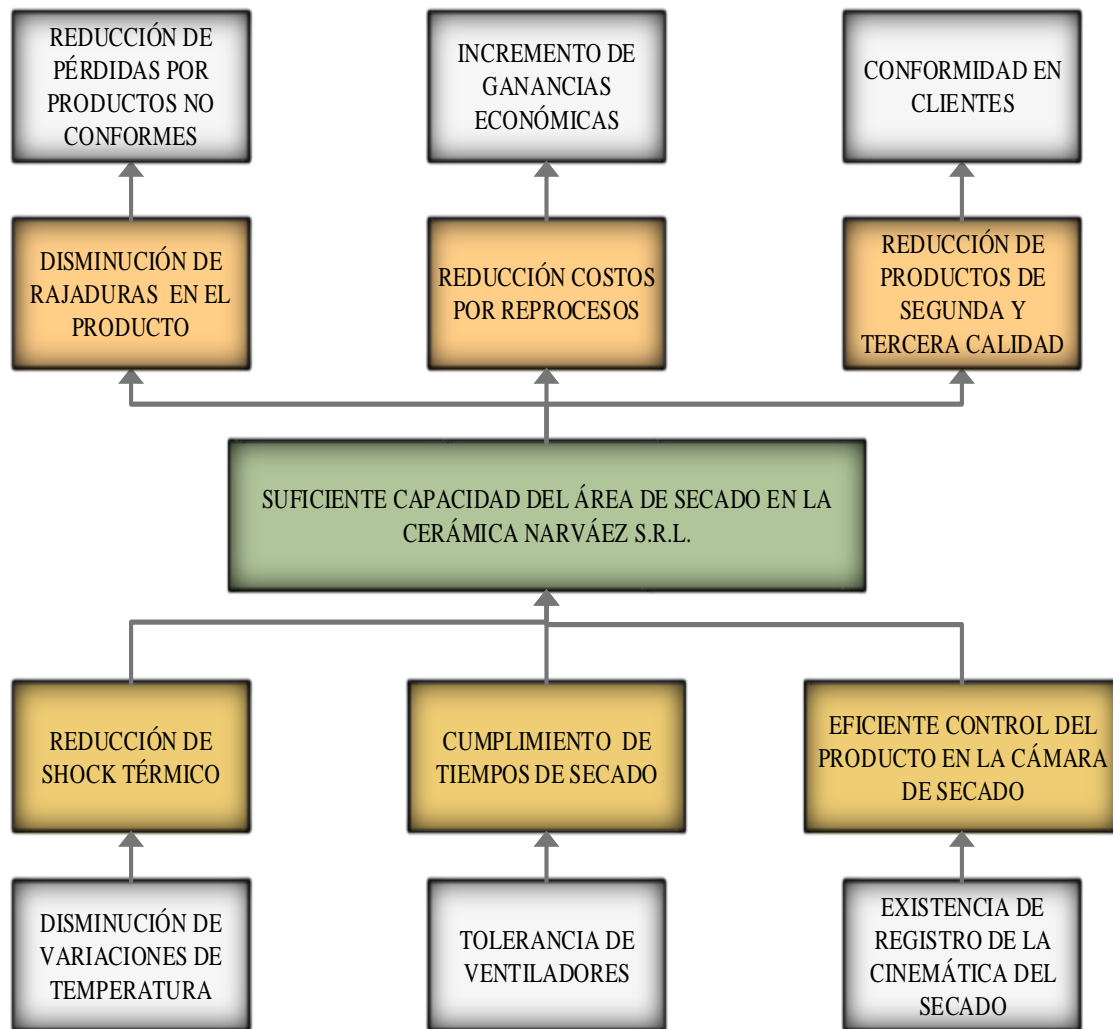 REDUCCIÓN DE
PÉRDIDAS POR
PRODUCTOS NO
CONFORMES
INCREMENTO DE
GANANCIAS
ECONÓMICAS
CONFORMIDAD EN
CLIENTES
DISMINUCIÓN DE
RAJADURAS EN EL
PRODUCTO
REDUCCIÓN COSTOS
POR REPROCESOS
REDUCCIÓN DE
PRODUCTOS DE
SEGUNDA Y
TERCERA CALIDAD
SUFICIENTE CAPACIDAD DEL ÁREA DE SECADO EN LA
CERÁMICA NARVÁEZ S.R.L.
REDUCCIÓN DE
SHOCK TÉRMICO
CUMPLIMIENTO DE
TIEMPOS DE SECADO
EFICIENTE CONTROL DEL
PRODUCTO EN LA CÁMARA
DE SECADO
DISMINUCIÓN DE
VARIACIONES DE
TEMPERATURA
TOLERANCIA DE
VENTILADORES
EXISTENCIA DE
REGISTRO DE LA
CINEMÁTICA DEL
SECADO